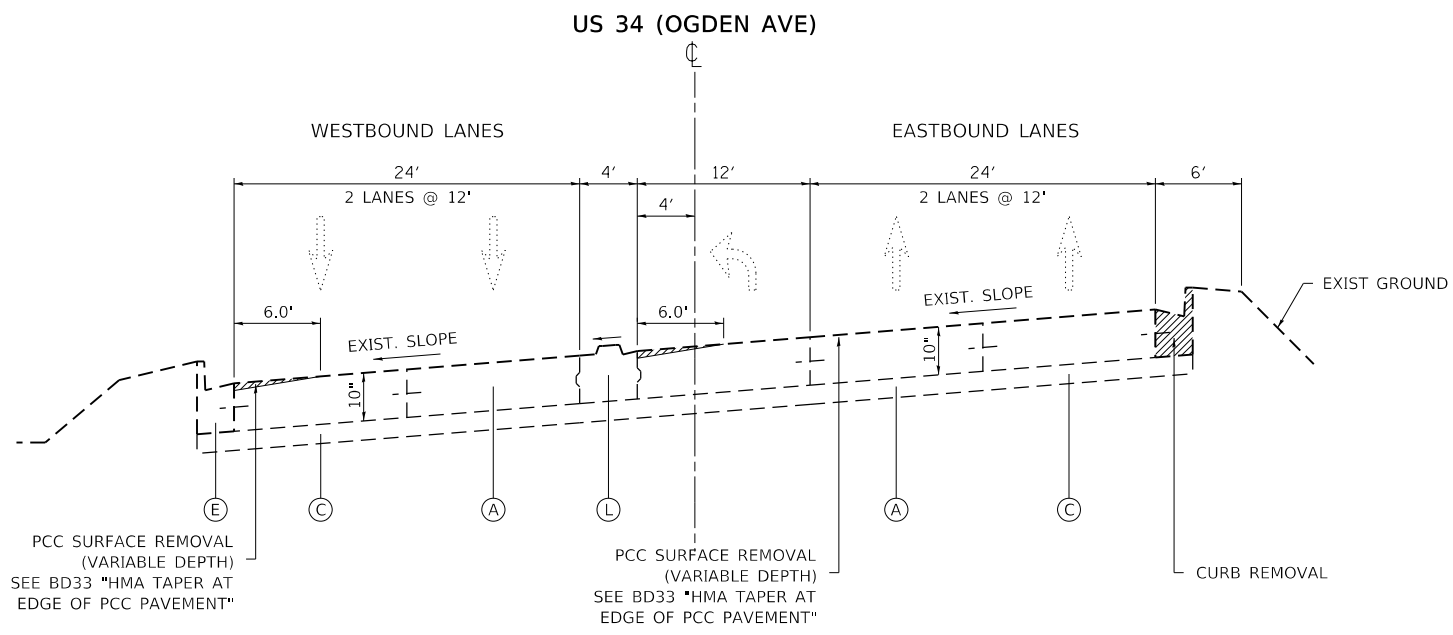 US 34 (OGDEN AVE)
℄
WESTBOUND LANES
EASTBOUND LANES
24'
4'
12'
24'
6'
2 LANES @ 12'
2 LANES @ 12'
4'
EXIST GROUND
6.0'
6.0'
EXIST. SLOPE
EXIST. SLOPE
10"
10"
E
C
A
L
A
C
PCC SURFACE REMOVAL
(VARIABLE DEPTH)
SEE BD33 "HMA TAPER AT
EDGE OF PCC PAVEMENT"
PCC SURFACE REMOVAL
(VARIABLE DEPTH)
SEE BD33 "HMA TAPER AT
EDGE OF PCC PAVEMENT"
CURB REMOVAL